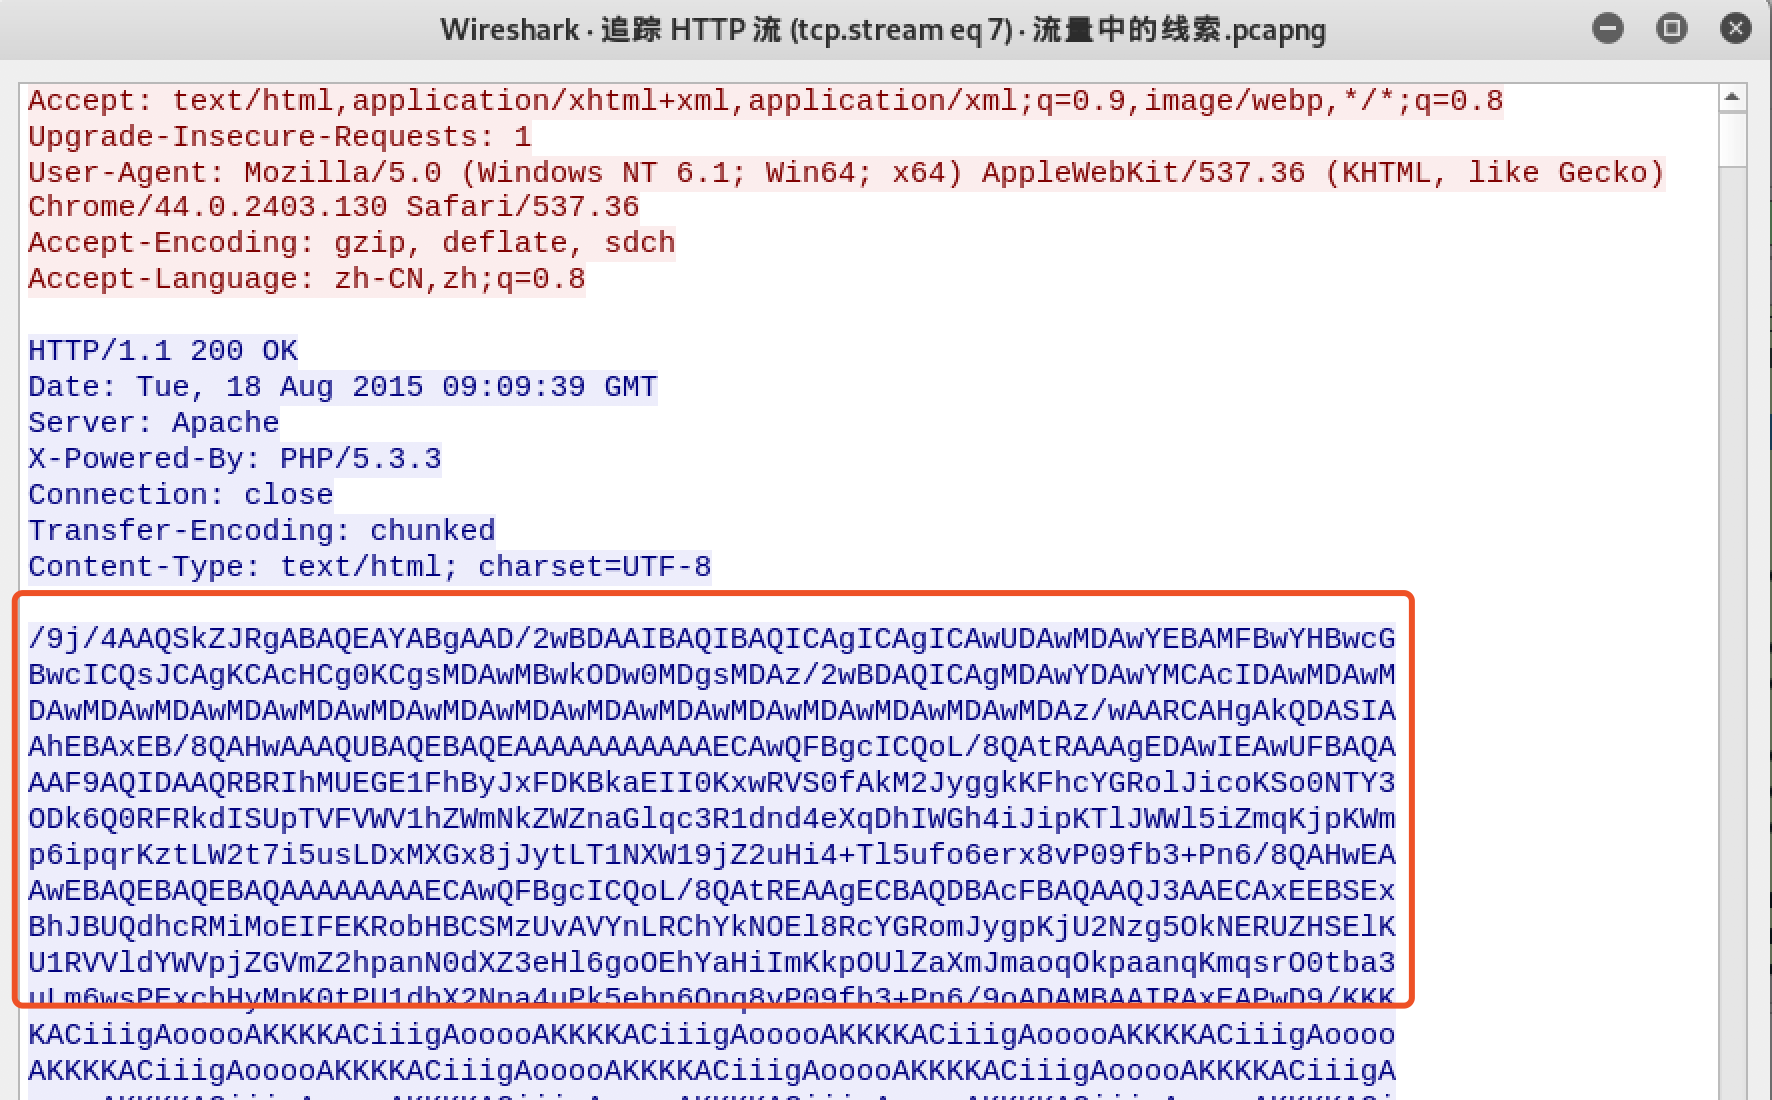 Wireshark · 追踪 HTTP 流 (tcp.stream eq 7) · 流量中的线索.pcapng
Accept: text/html,application/xhtml+xml,application/xml;q=0.9,image/webp,*/*;q=0.8
Upgrade-Insecure-Requests: 1
User-Agent: Mozilla/5.0 (Windows NT 6.1; Win64; x64) AppleWebKit/537.36 (KHTML, like Gecko)
Chrome/44.0.2403.130 Safari/537.36
Accept-Encoding: gzip, deflate, sdch
Accept-Language: zh-CN,zh;q=0.8
HTTP/1.1 200 OK
Date: Tue, 18 Aug 2015 09:09:39 GMT
Server: Apache
X-Powered-By: PHP/5.3.3
Connection: close
Transfer-Encoding: chunked
Content-Type: text/html; charset=UTF-8
/9j/4AAQSkZJRgABAQEAYABgAAD/2wBDAAIBAQIBAQICAgICAgICAwUDAwMDAwYEBAMFBwYHBwcG
BwcICQsJCAgKCAcHCg0KCgsMDAwMBwkODw0MDgsMDAz/2wBDAQICAgMDAwYDAwYMCAcIDAwMDAwM
DAwMDAwMDAwMDAwMDAwMDAwMDAwMDAwMDAwMDAwMDAwMDAwMDAwMDAwMDAz/wAARCAHgAkQDASIA
AhEBAxEB/8QAHwAAAQUBAQEBAQEAAAAAAAAAAAECAwQFBgcICQoL/8QAtRAAAgEDAwIEAwUFBAQA
AAF9AQIDAAQRBRIhMUEGE1FhByJxFDKBkaEII0KxwRVS0fAkM2JyggkKFhcYGRolJicoKSo0NTY3
ODk6Q0RFRkdISUpTVFVWV1hZWmNkZWZnaGlqc3R1dnd4eXqDhIWGh4iJipKTlJWWl5iZmqKjpKWm
p6ipqrKztLW2t7i5usLDxMXGx8jJytLT1NXW19jZ2uHi4+Tl5ufo6erx8vP09fb3+Pn6/8QAHwEA
AwEBAQEBAQEBAQAAAAAAAAECAwQFBgcICQoL/8QAtREAAgECBAQDBAcFBAQAAQJ3AAECAxEEBSEx
BhJBUQdhcRMiMoEIFEKRobHBCSMzUvAVYnLRChYkNOEl8RcYGRomJygpKjU2Nzg5OkNERUZHSElK
U1RVVldYWVpjZGVmZ2hpanN0dXZ3eHl6goOEhYaHiImKkpOUlZaXmJmaoqOkpaanqKmqsrO0tba3
uLm6wsPExcbHyMnK0tPU1dbX2Nna4uPk5ebn6Onq8vP09fb3+Pn6/9oADAMBAAIRAxEAPwD9/KKK
KACiiigAooooAKKKKACiiigAooooAKKKKACiiigAooooAKKKKACiiigAooooAKKKKACiiigAoooo
AKKKKACiiigAooooAKKKKACiiigAooooAKKKKACiiigAooooAKKKKACiiigAooooAKKKKACiiigA